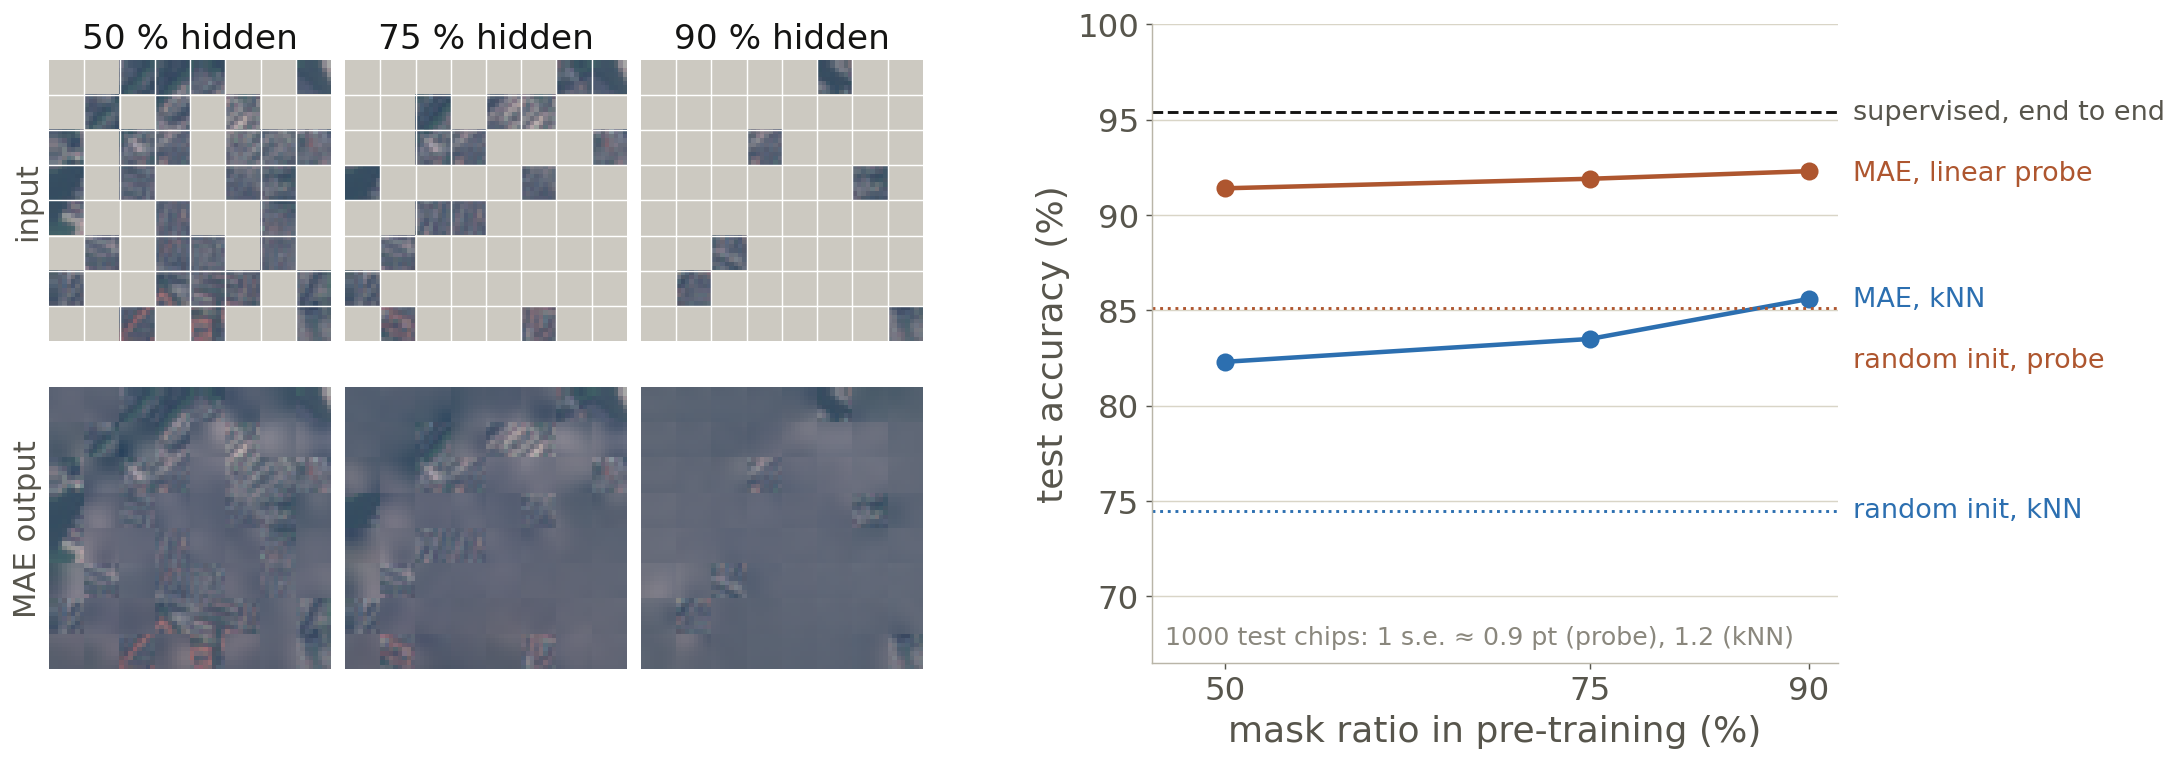 50 % hidden
75 % hidden
90 % hidden
input
MAE output
100
95
90
85
80
75
70
test accuracy (%)
supervised, end to end
MAE, linear probe
MAE, kNN
random init, probe
random init, kNN
1000 test chips: 1 s.e. ≈ 0.9 pt (probe), 1.2 (kNN)
50
75
90
mask ratio in pre-training (%)